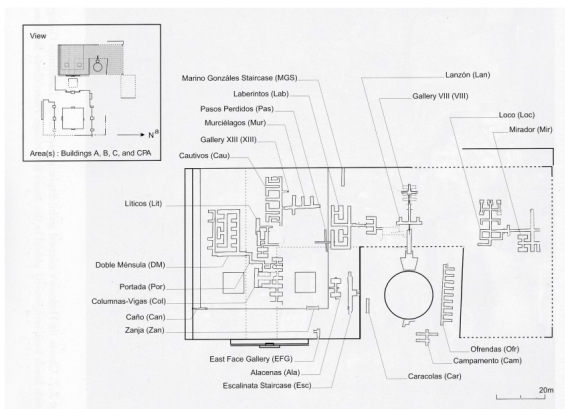 View
N a
Area(s) : Buildings A, B, C, and CPA
Marino Gonzáles Staircase (MGS)
Laberintos (Lab)
Pasos Perdidos (Pas)
Murciélagos (Mur)
Gallery XIII (XIII)
Cautivos (Cau)
Lanzón (Lan)
Gallery VIII (VIII)
Loco (Loc)
Mirador (Mir)
Líticos (Lit)
Doble Ménsula (DM)
Portada (Por)
Columnas-Vigas (Col)
Caño (Can)
Zanja (Zan)
East Face Gallery (EFG)
Alacenas (Ala)
Escalinata Staircase (Esc)
Caracolas (Car)
Campamento (Cam)
Ofrendas (Ofr)
20m